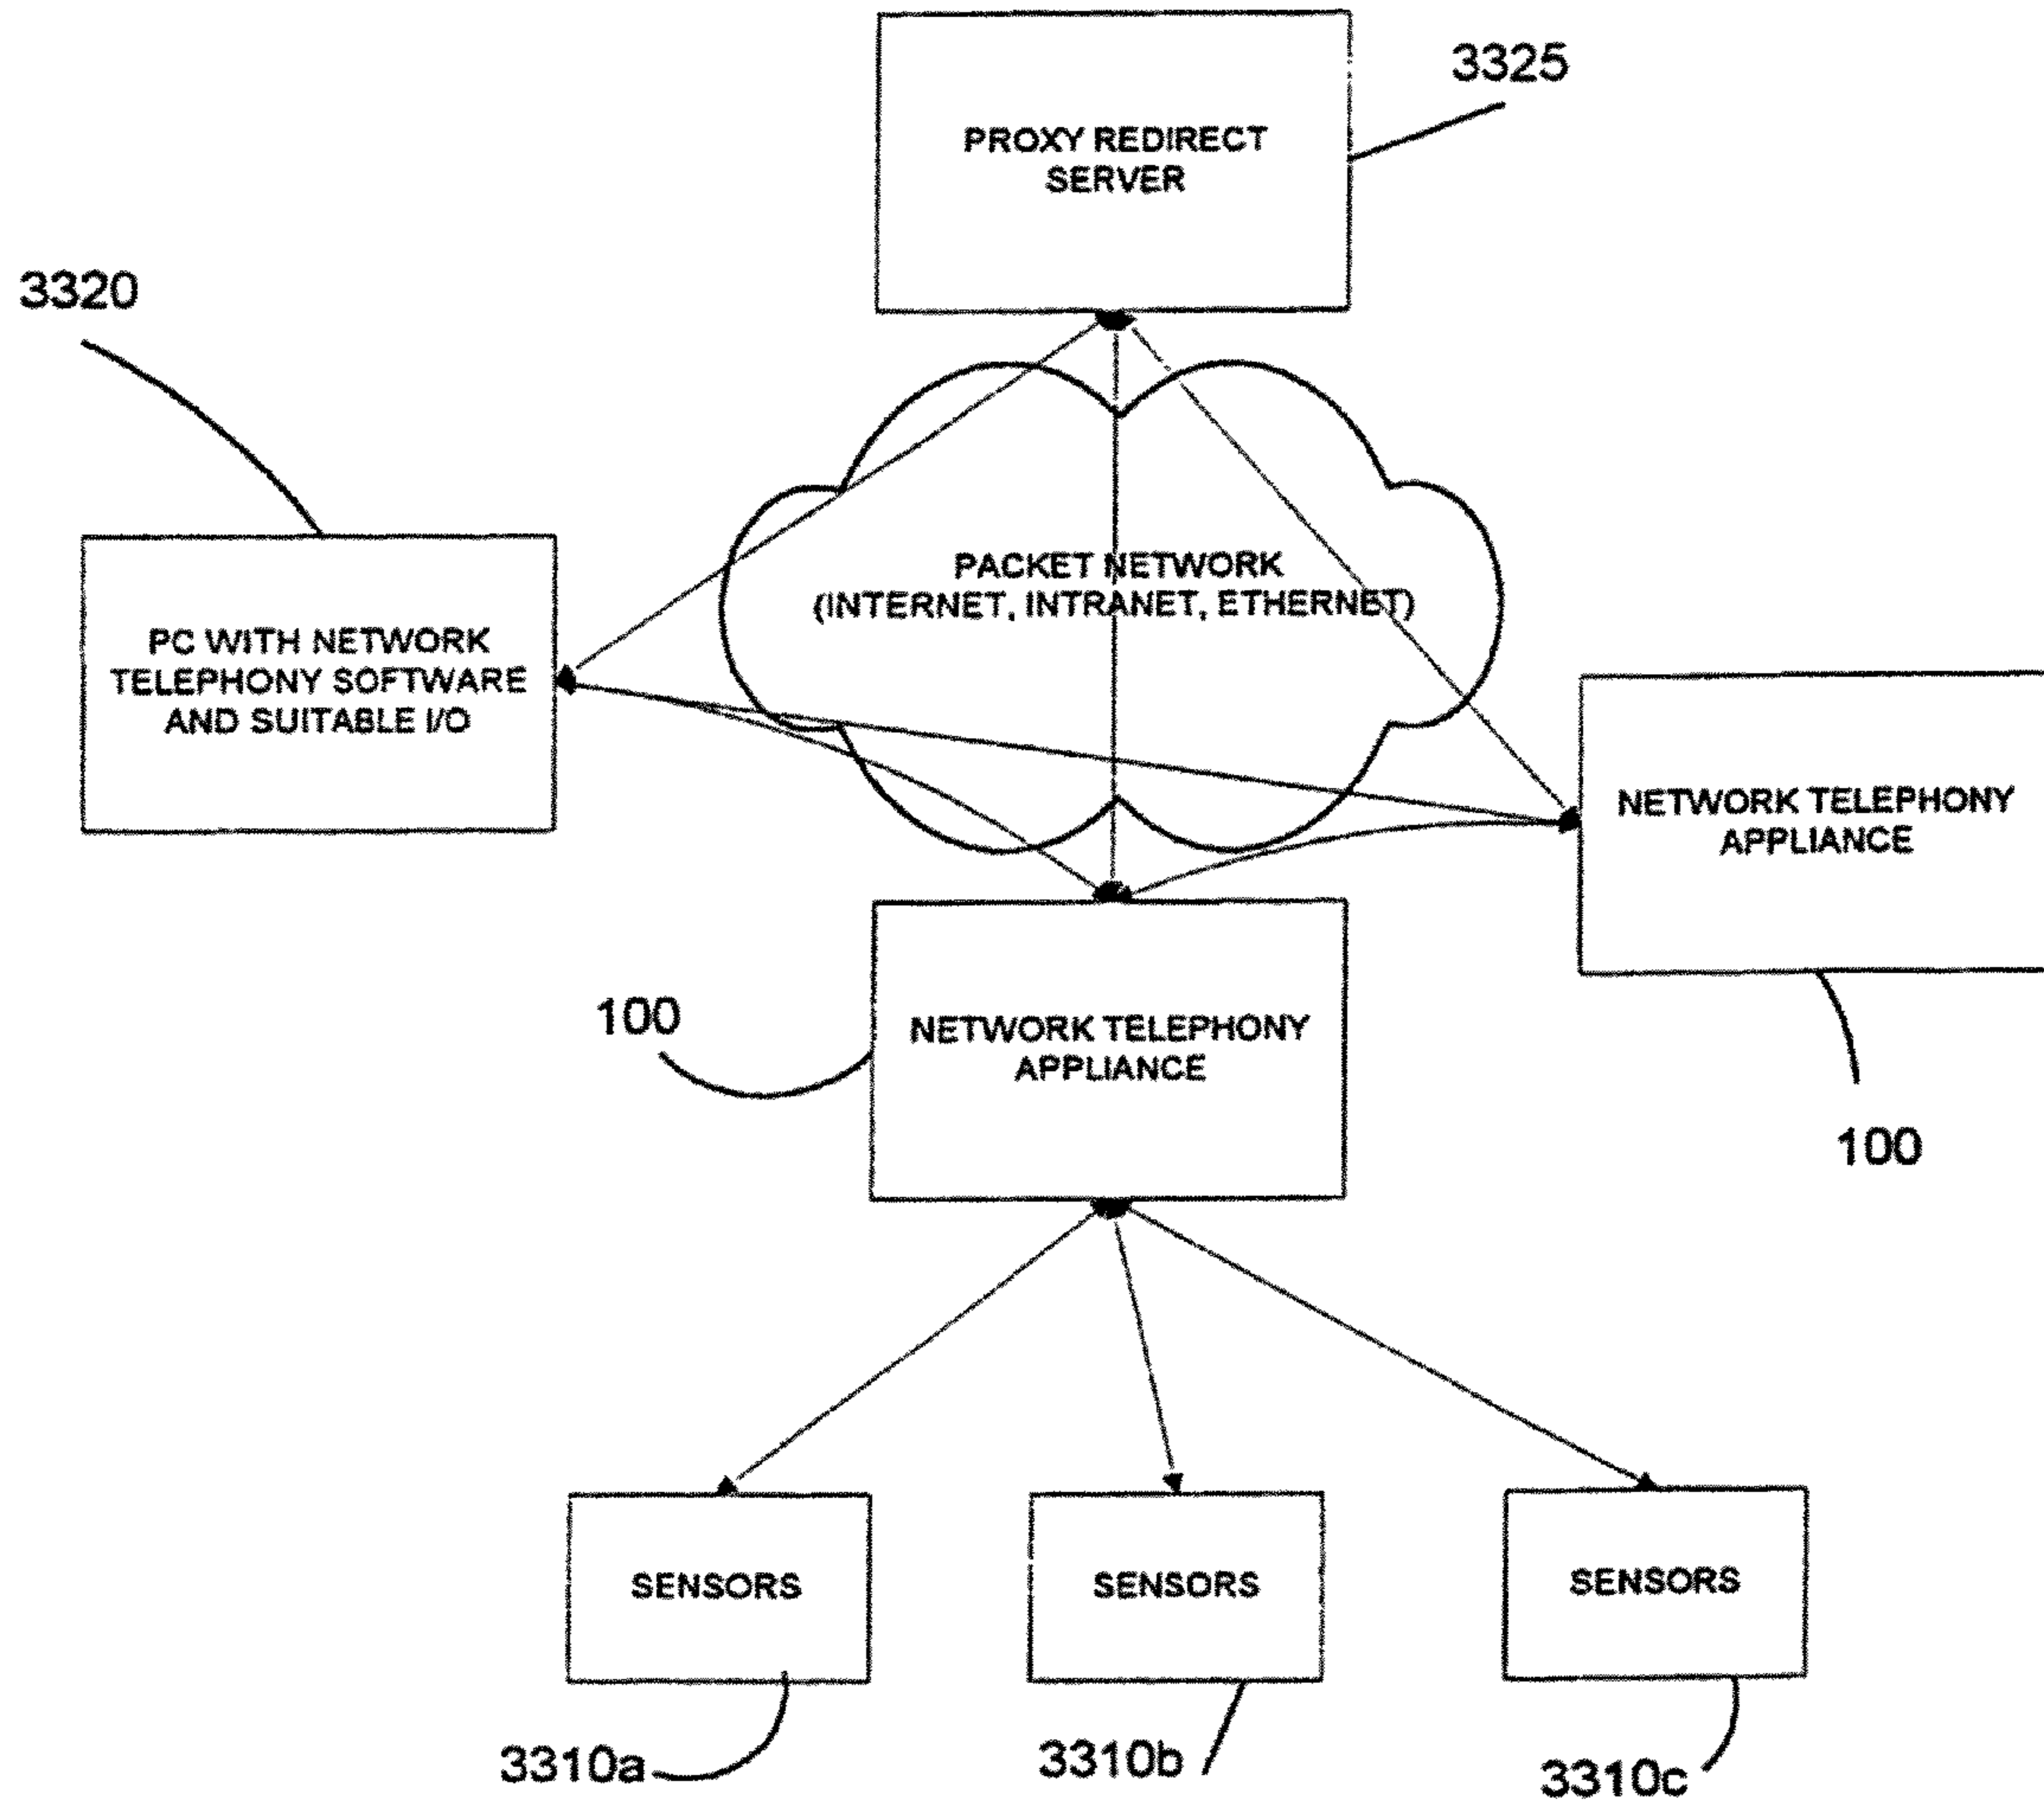 3325
PROXY REDIRECT
SERVER
3320
PACKET NETWORK
(INTERNET, INTRANET, ETHERNET)
PC WITH NETWORK
TELEPHONY SOFTWARE
AND SUITABLE I/O
NETWORK TELEPHONY
APPLIANCE
100
NETWORK TELEPHONY
APPLIANCE
100
SENSORS
SENSORS
SENSORS
3310a
3310b
3310c